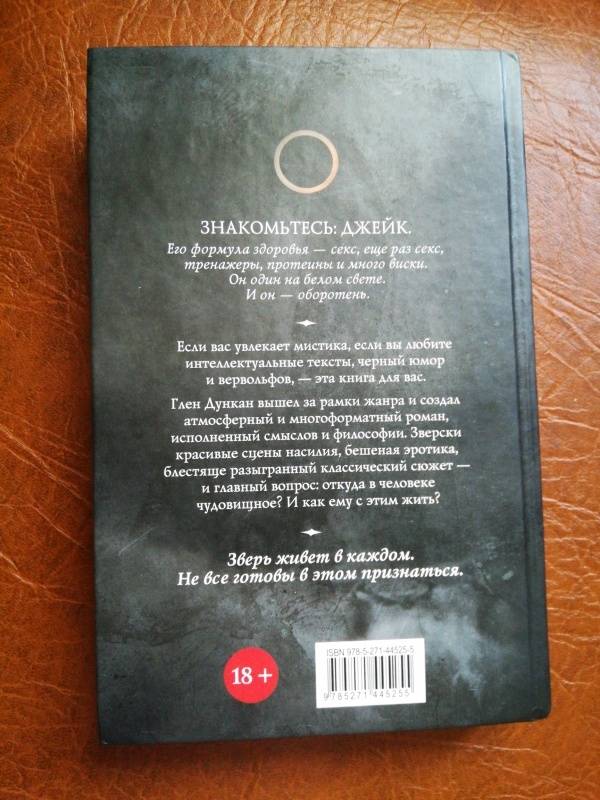 ЗНАКОМЬТЕСЬ: ДЖЕЙК.
Его формула здоровья — секс, еще раз секс,
тренажеры, протеины и много виски.
Он один на белом свете.
И он — оборотень.
Если вас увлекает мистика, если вы любите
интеллектуальные тексты, черный юмор
и вервольфов, — эта книга для вас.
Глен Дункан вышел за рамки жанра и создал
атмосферный и многоформатный роман,
исполненный смыслов и философии. Зверски
красивые сцены насилия, бешеная эротика,
блестяще разыгранный классический сюжет —
и главный вопрос: откуда в человеке
чудовищное? И как ему с этим жить?
Зверь живет в каждом.
Не все готовы в этом признаться.
18 +
ISBN 978-5-271-44525-5
9785271445255